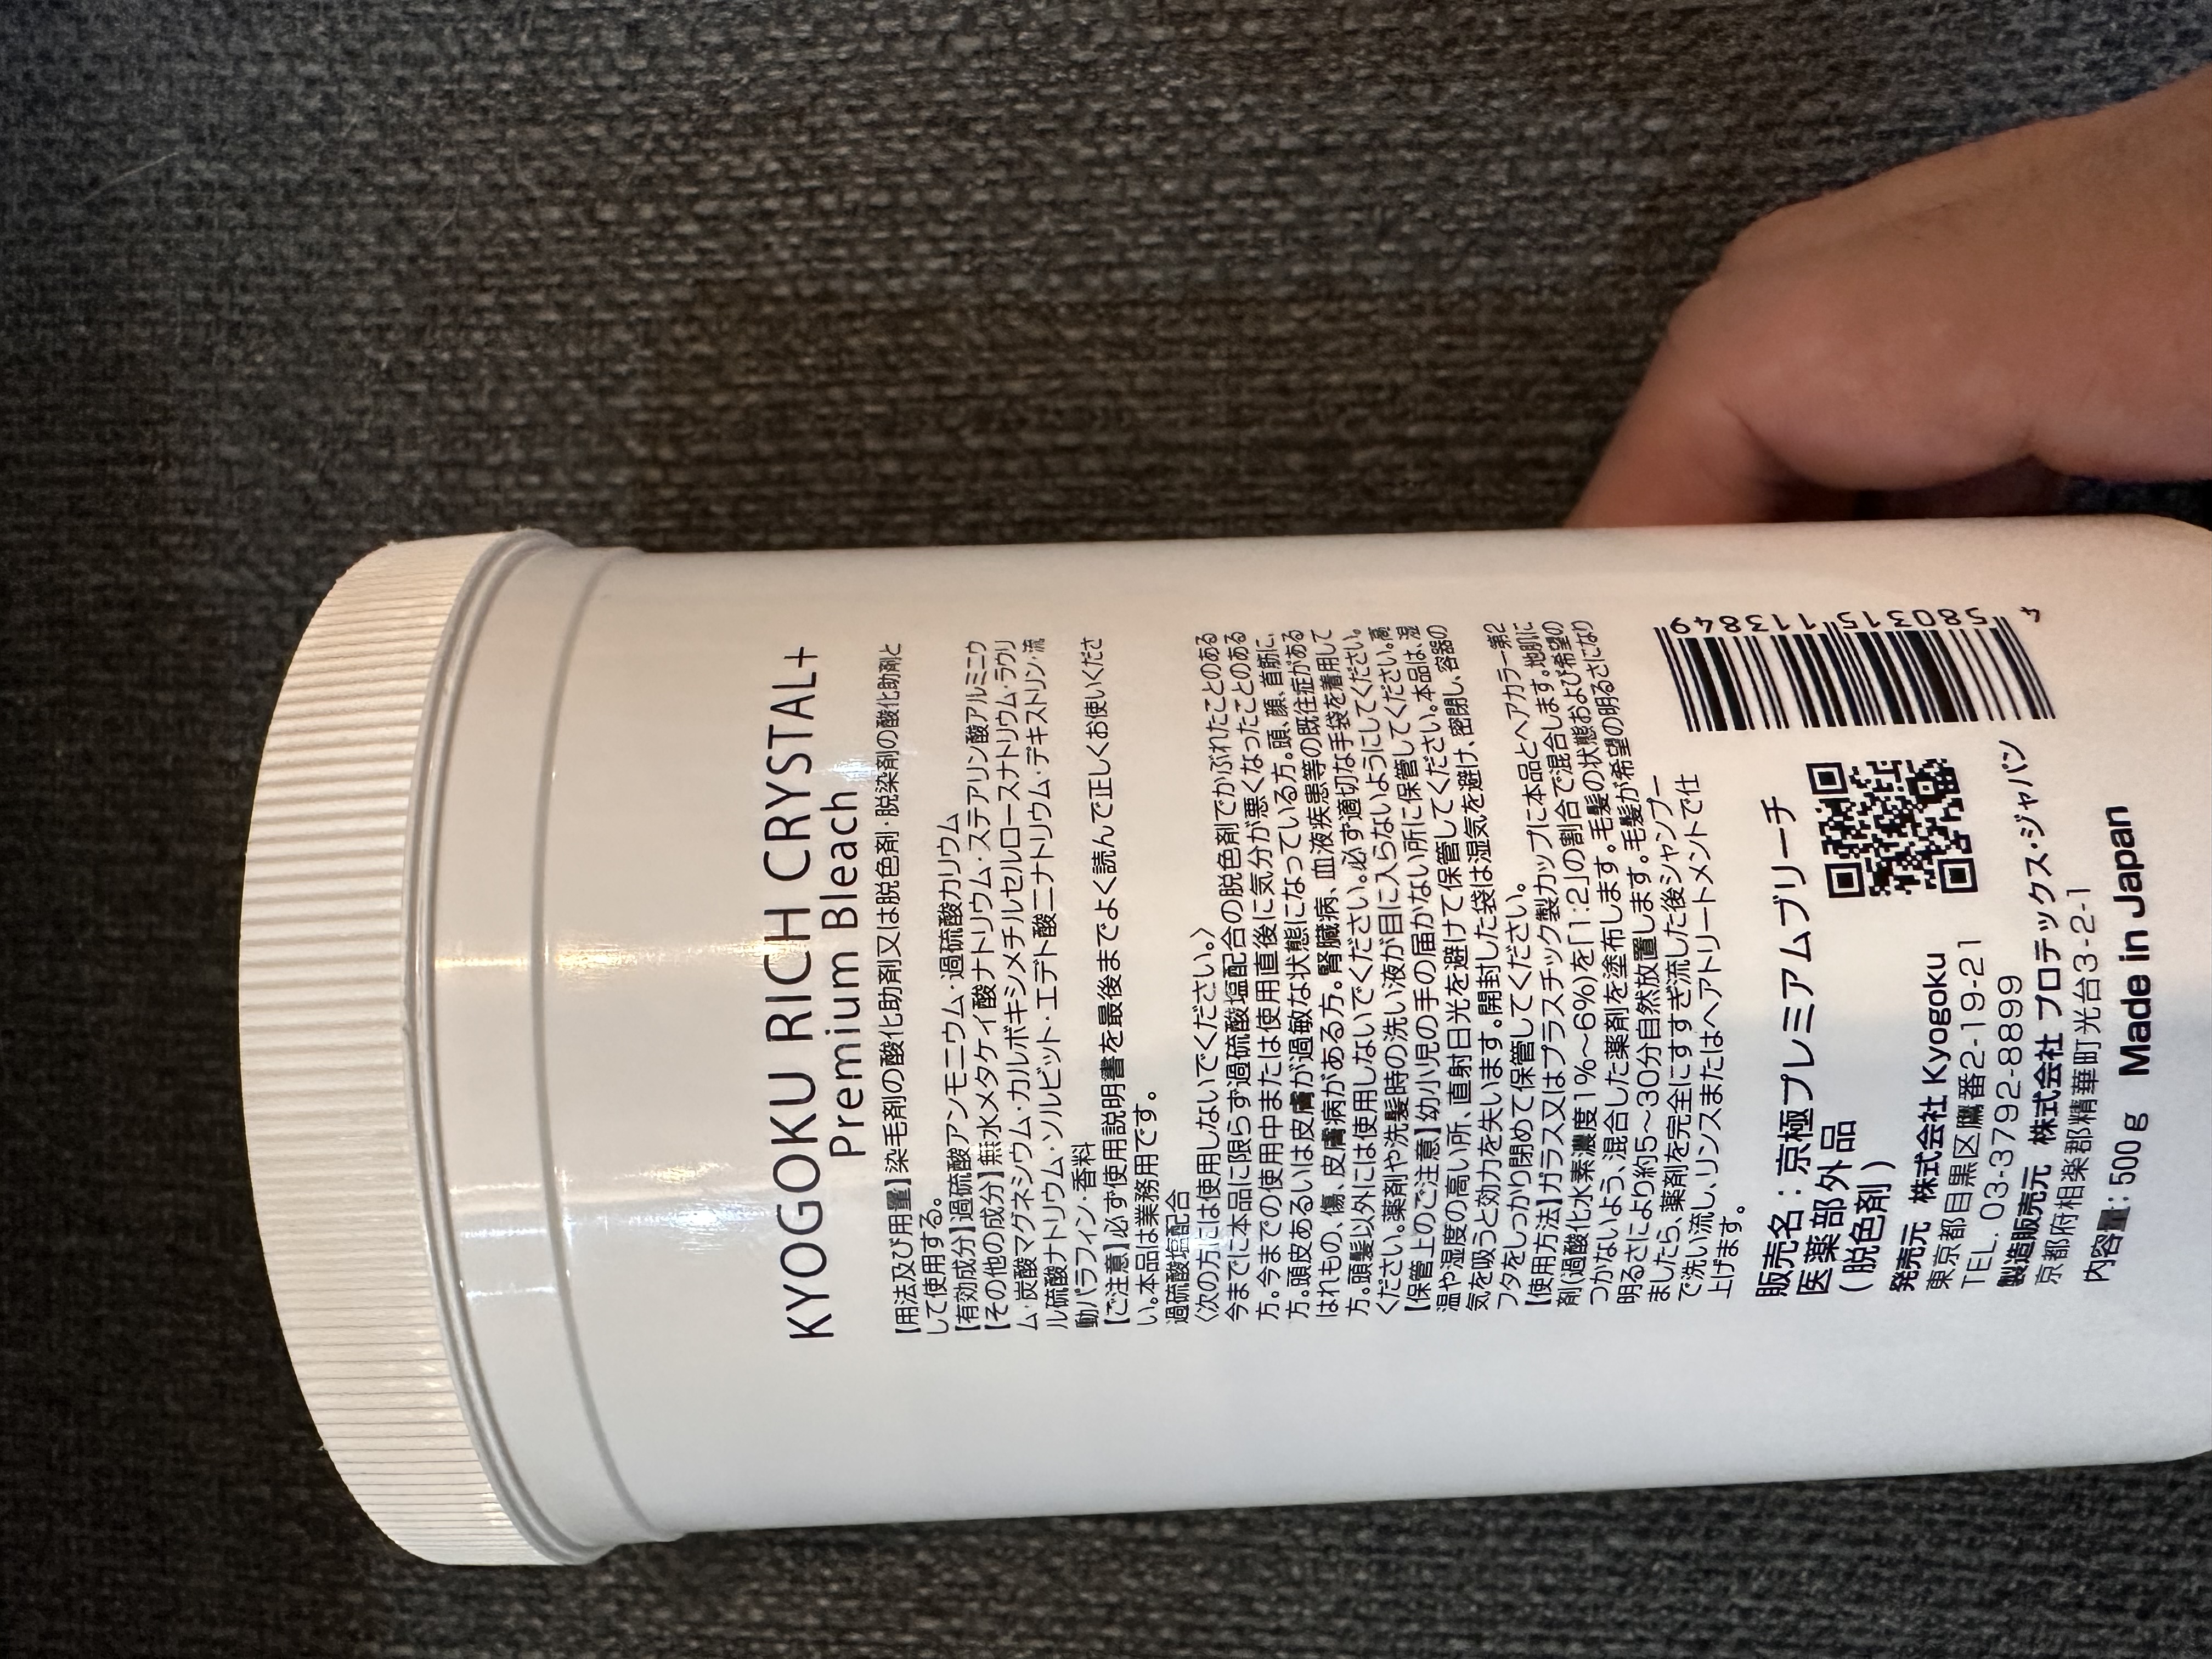 KYOGOKU RICH CRYSTAL+
Premium Bleach
【用法及び用量】染毛剤の酸化助剤又は脱色剤・脱染剤の酸化助剤と
して使用する。
【有効成分】過硫酸アンモニウム・過硫酸カリウム
【その他の成分】無水メタケイ酸ナトリウム・ステアリン酸アルミニウ
ム・炭酸マグネシウム・カルボキシメチルセルロースナトリウム・ラウリ
ル硫酸ナトリウム・ソルビット・エデト酸二ナトリウム・デキストリン・流
動パラフィン・香料
【ご注意】必ず使用説明書を最後までよく読んで正しくお使いくださ
い。本品は業務用です。
過硫酸塩配合
〈次の方には使用しないでください。〉
今までに本品に限らず過硫酸塩配合の脱色剤でかぶれたことのある
方。今までの使用中または使用直後に気分が悪くなったことのある
方。頭皮あるいは皮膚が過敏な状態になっている方。頭、顔、首筋に、
はれもの、傷、皮膚病がある方。腎臓病、血液疾患等の既往症がある
方。頭髪以外には使用しないでください。必ず適切な手袋を着用して
ください。薬剤や洗髪時の洗い液が目に入らないようにしてください。
【保管上のご注意】幼小児の手の届かない所に保管してください。高
温や湿度の高い所、直射日光を避けて保管してください。本品は、湿
気を吸うと効力を失います。開封した袋は湿気を避け、密閉し、容器の
フタをしっかり閉めて保管してください。
【使用方法】ガラス又はプラスチック製カップに本品とヘアカラー第2
剤(過酸化水素濃度1%〜6%)を「1:2」の割合で混合します。地肌に
つかないよう、混合した薬剤を塗布します。毛髪の状態および希望の
明るさにより約5〜30分自然放置します。毛髪が希望の明るさになり
ましたら、薬剤を完全にすすぎ流した後シャンプー
で洗い流し、リンスまたはヘアトリートメントで仕
上げます。
販売名：京極プレミアムブリーチ
医薬部外品
（脱色剤）
発売元 株式会社 Kyogoku
東京都目黒区鷹番2-19-21
TEL. 03-3792-8899
製造販売元 株式会社 プロテックス・ジャパン
京都府相楽郡精華町光台3-2-1
内容量：500g Made in Japan
4 580315 113849